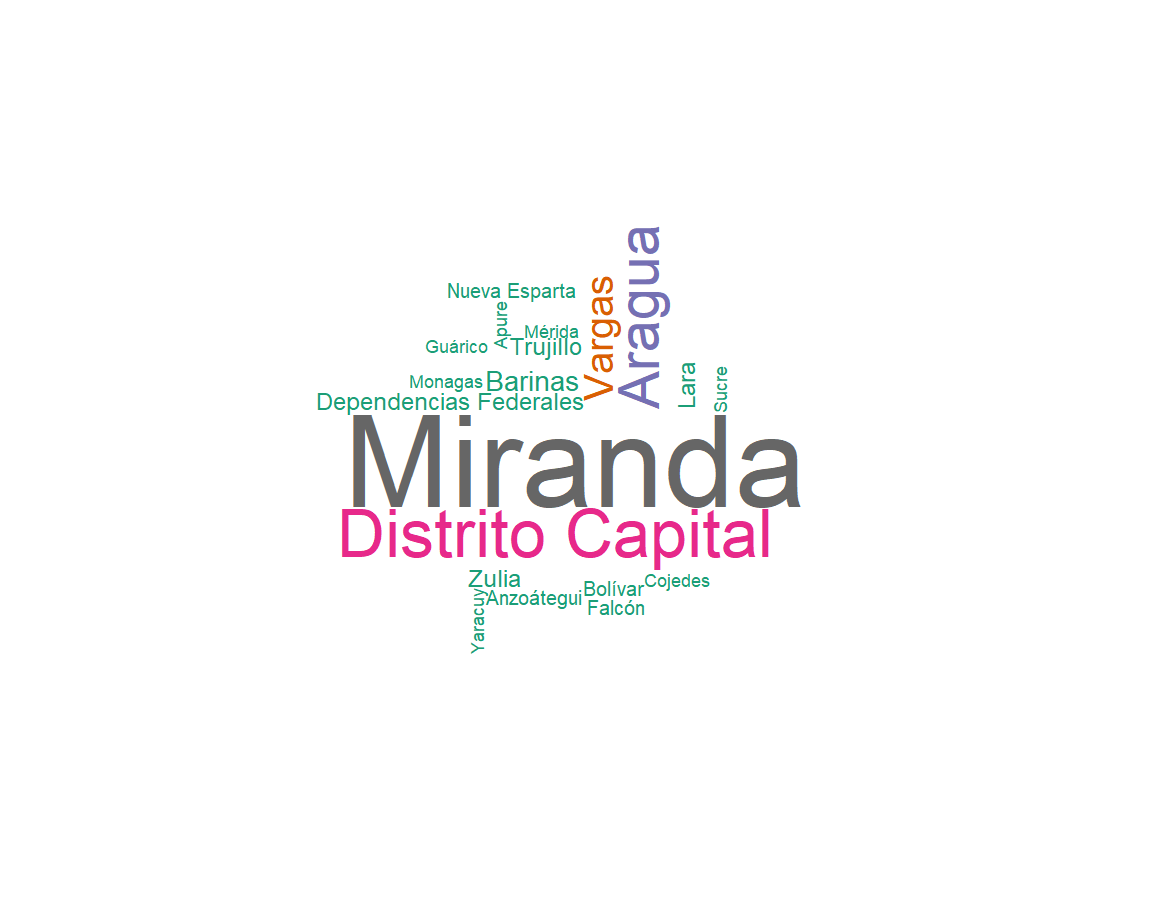 Nueva Esparta
Apure
Mérida
Guárico
Trujillo
Vargas
Aragua
Monagas
Barinas
Lara
Sucre
Dependencias Federales
Miranda
Distrito Capital
Zulia
Cojedes
Bolívar
Anzoátegui
Falcón
Yaracuy